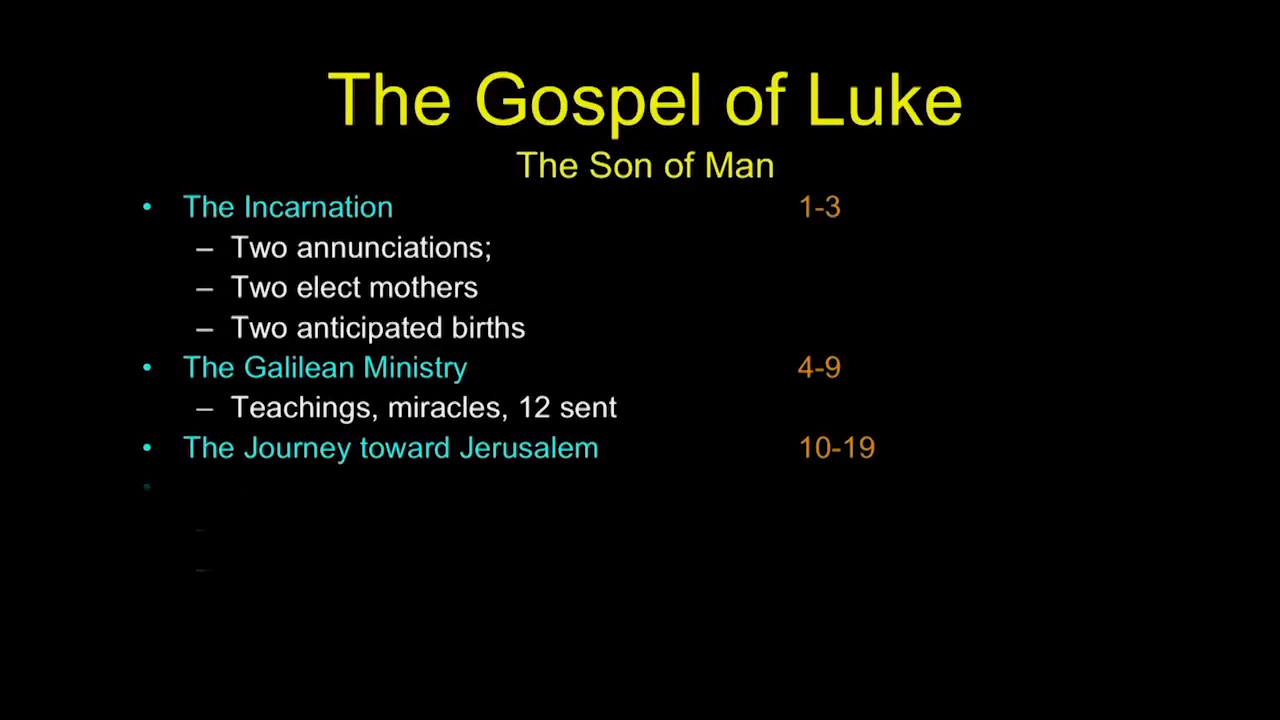 The Gospel of Luke
The Son of Man
• The Incarnation 1-3
– Two annunciations;
– Two elect mothers
– Two anticipated births
• The Galilean Ministry 4-9
– Teachings, miracles, 12 sent
• The Journey toward Jerusalem 10-19